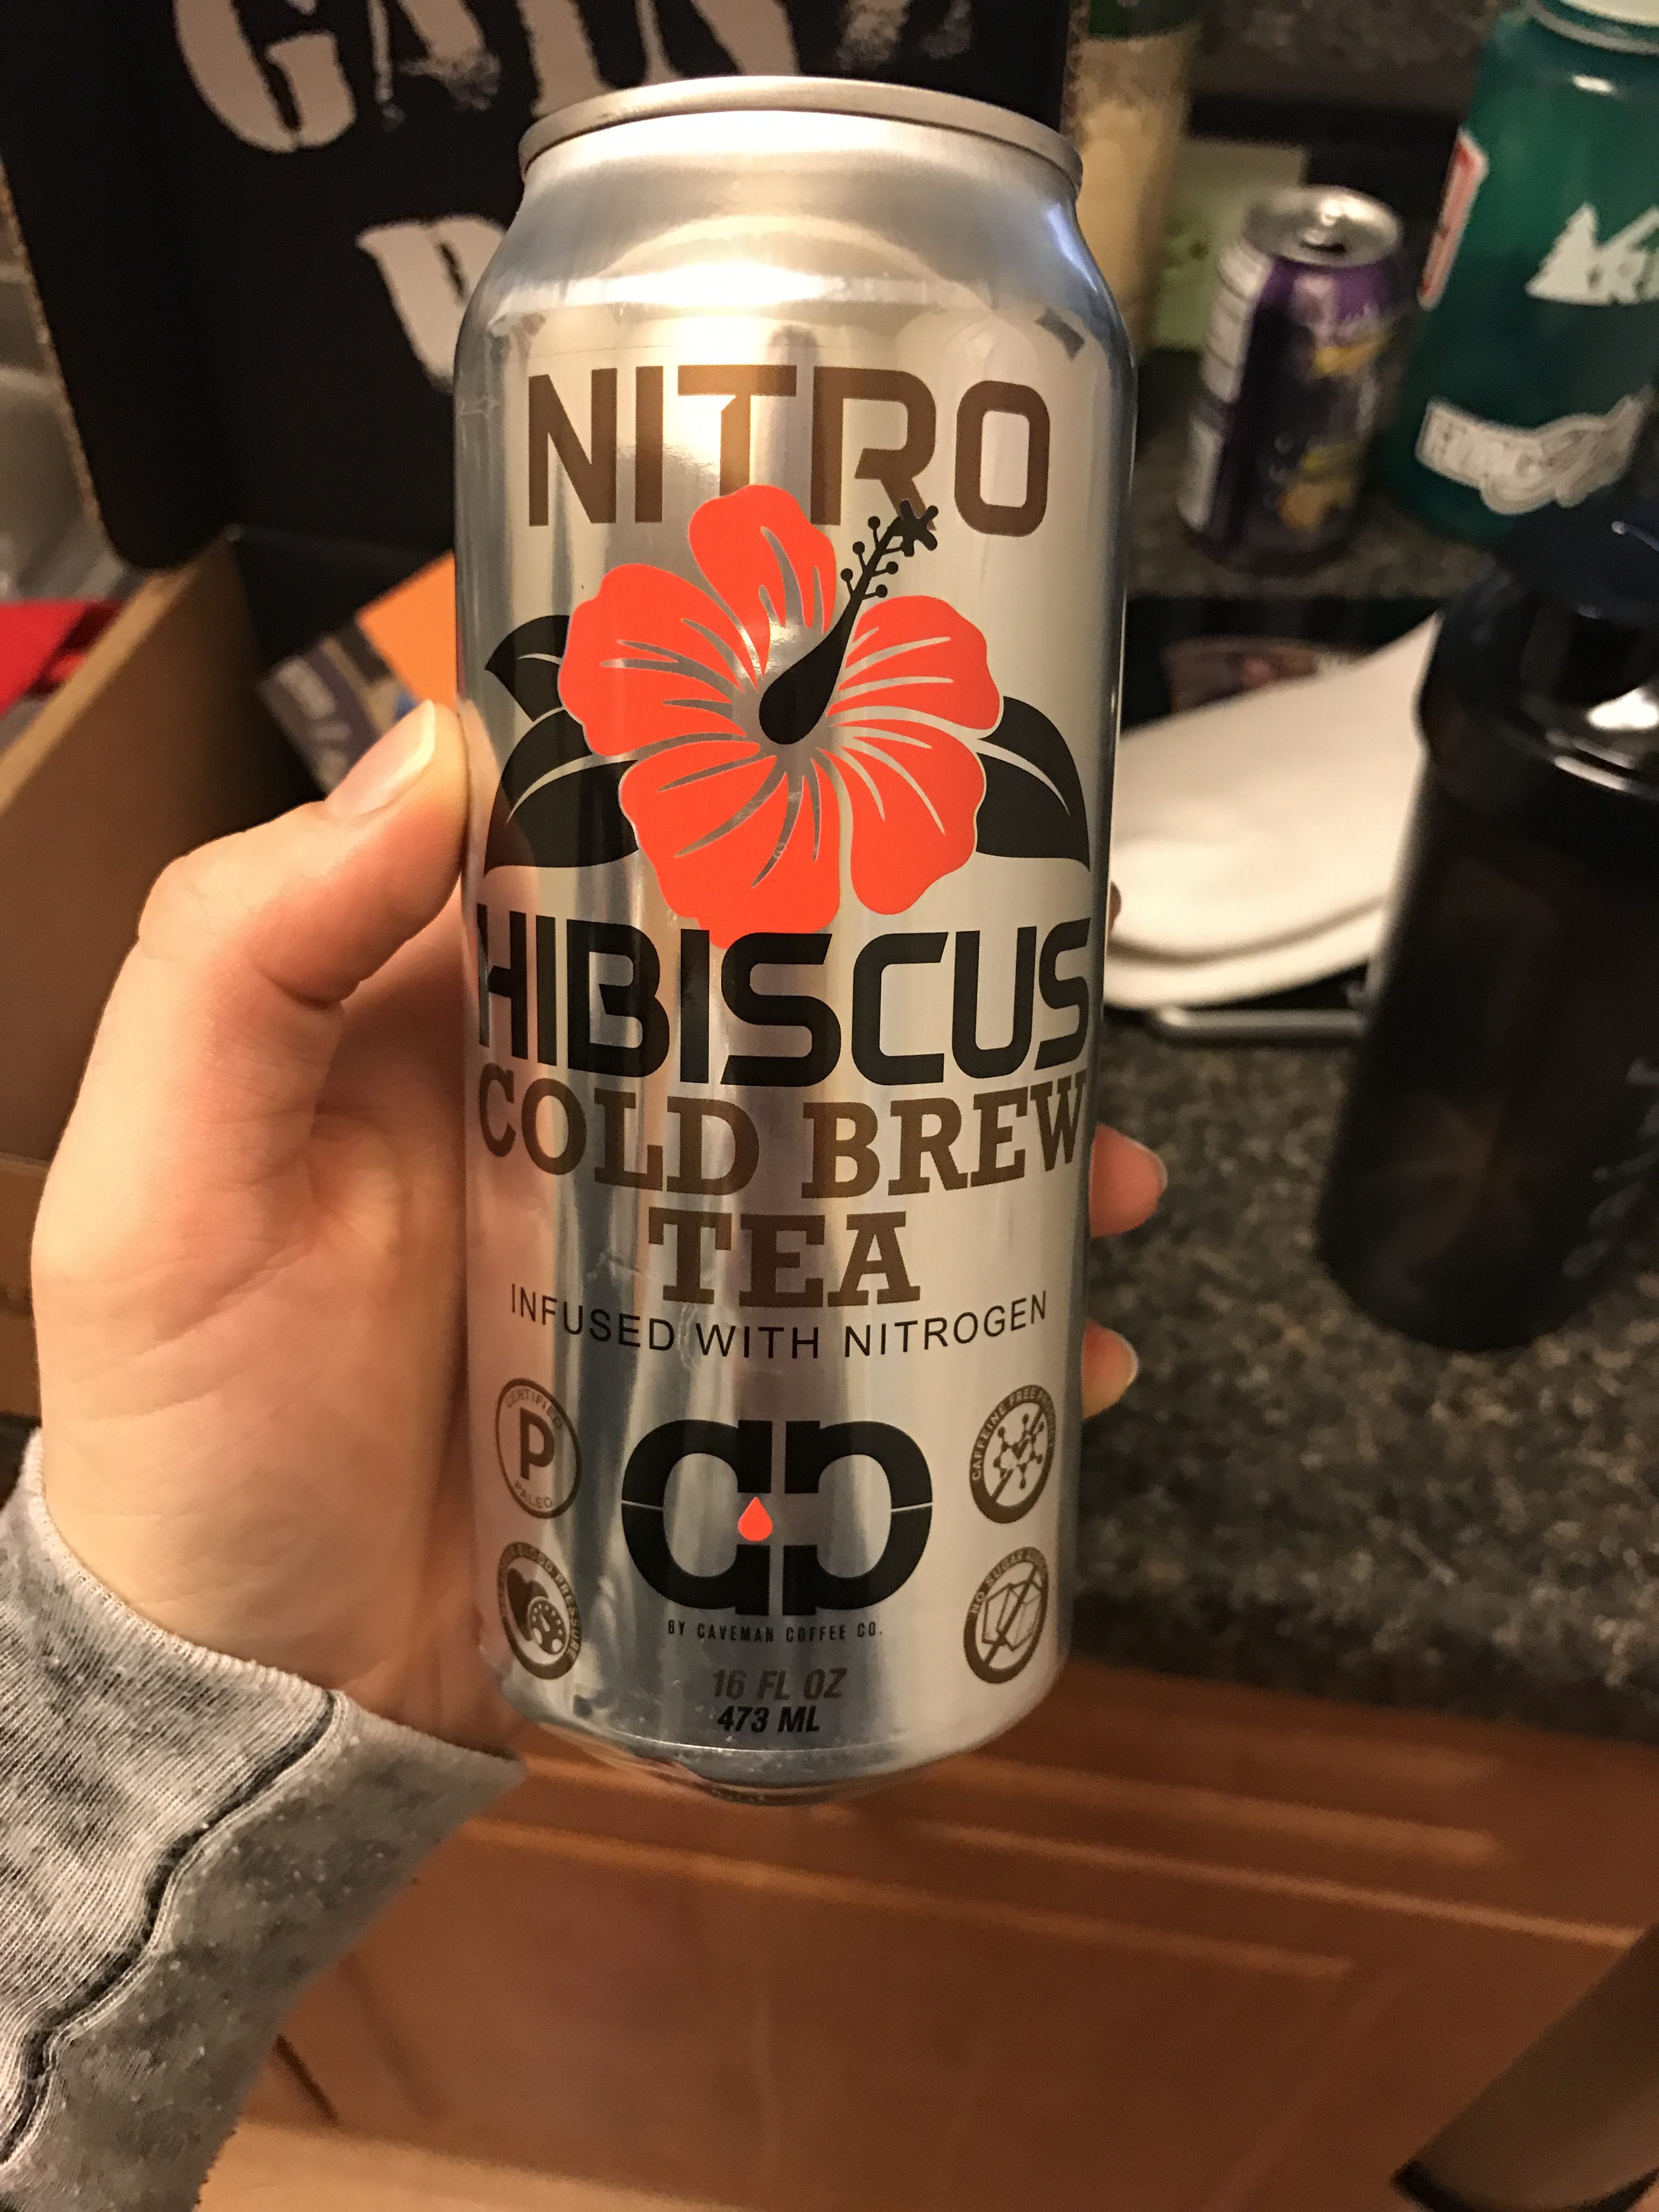 NITRO
HIBISCUS
COLD BREW
TEA
INFUSED WITH NITROGEN
CERTIFIED
P
PALEO
CAFFEINE FREE
BLOOD PRESSURE
NO SUGAR
BY CAVEMAN COFFEE CO.
16 FL OZ
473 ML